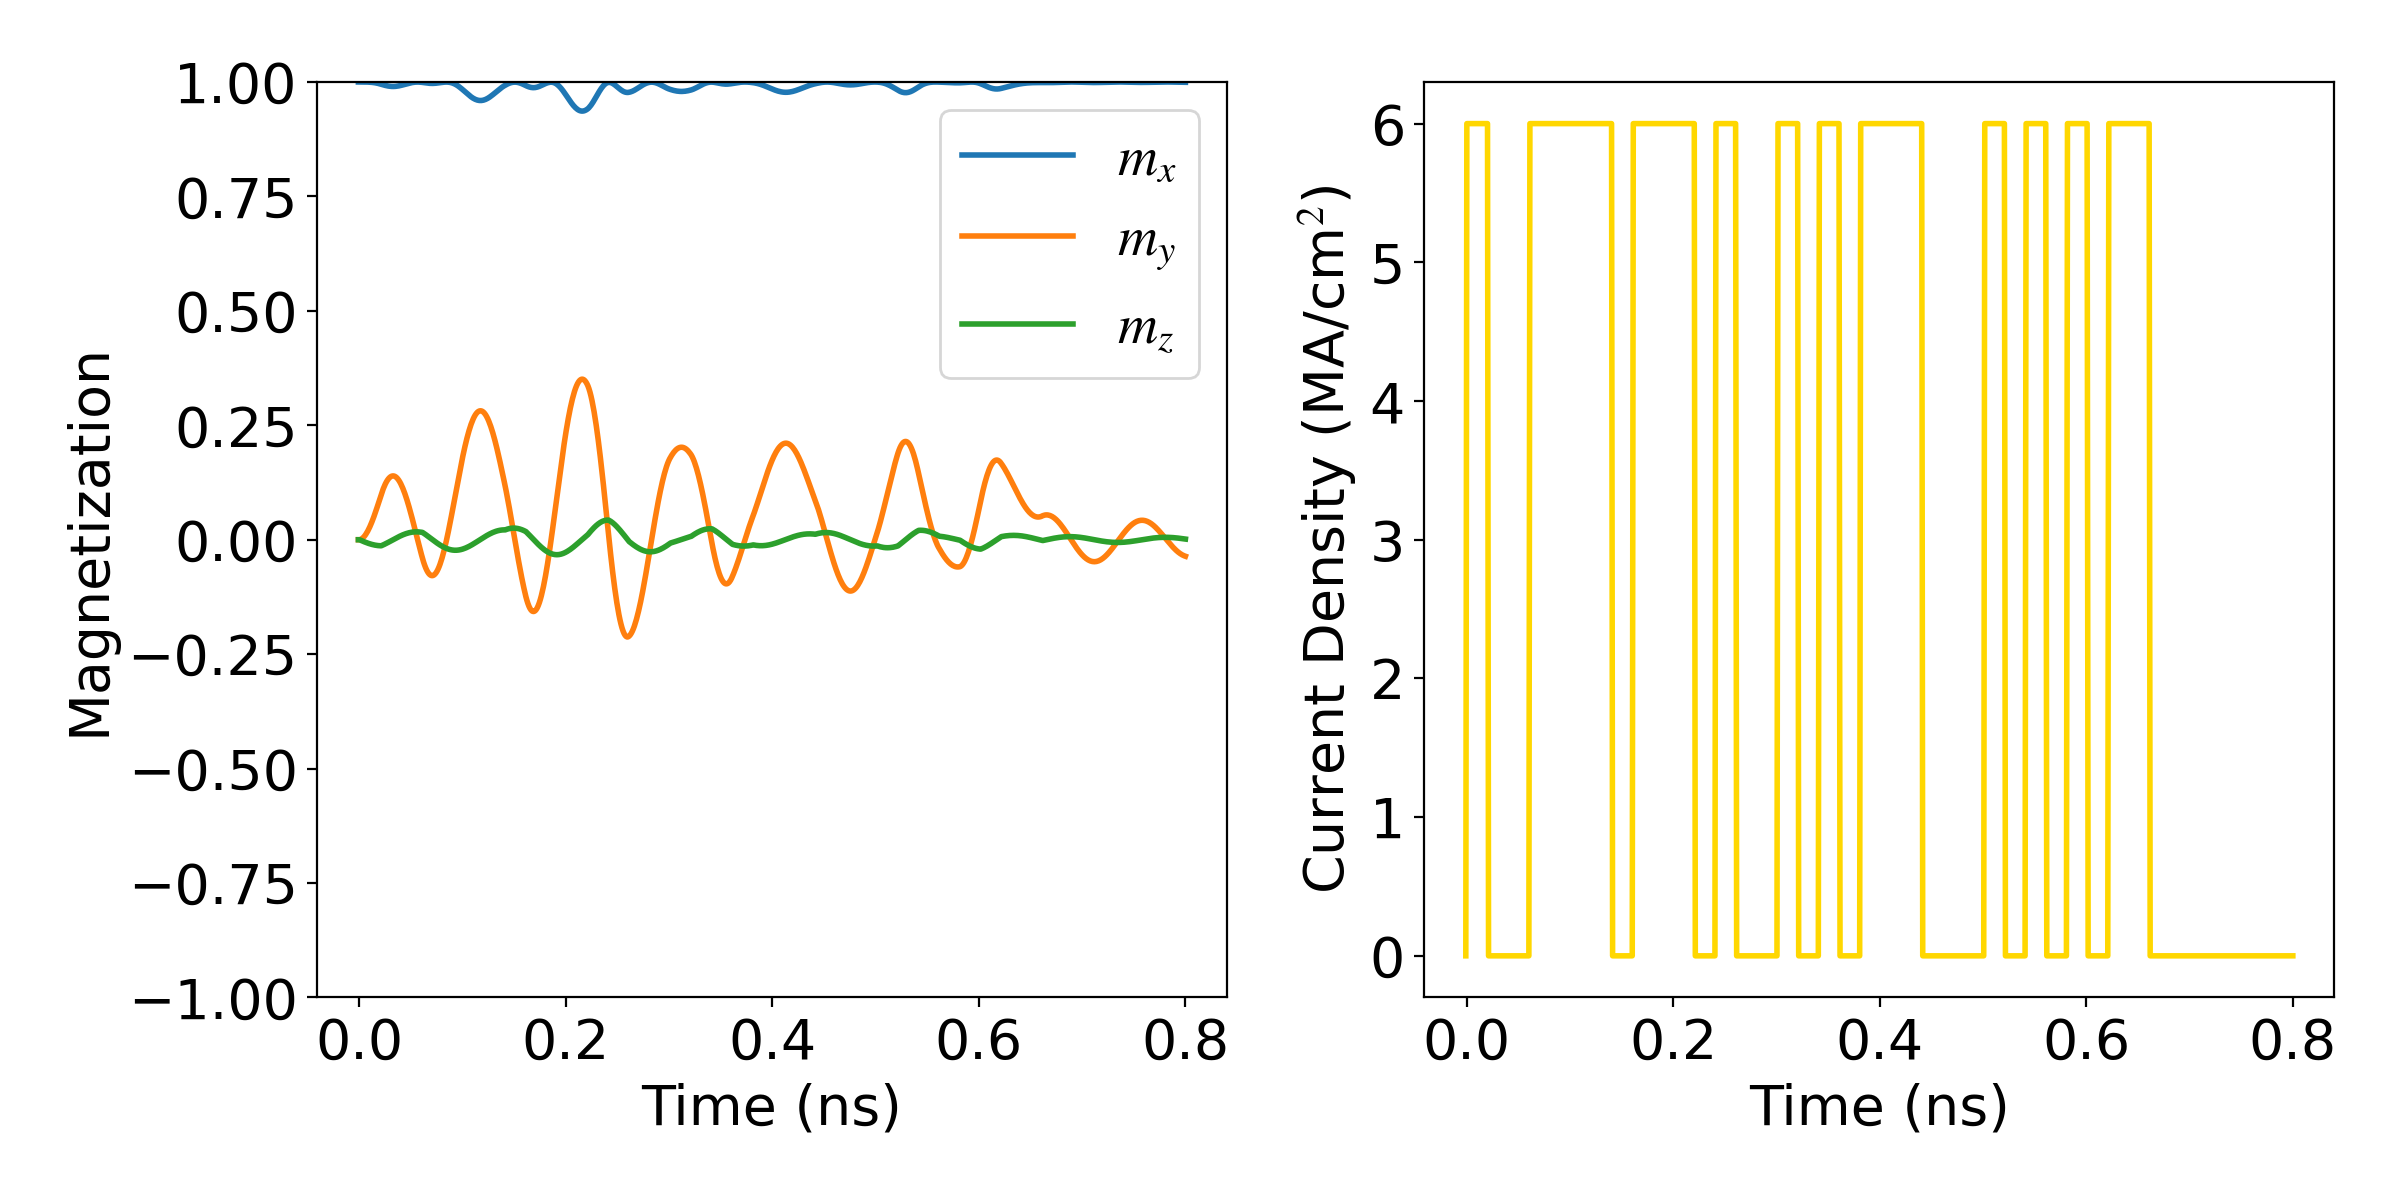 Magnetization
1.00
0.75
0.50
0.25
0.00
−0.25
−0.50
−0.75
−1.00
0.0 0.2 0.4 0.6 0.8
Time (ns)
m_x
m_y
m_z
Current Density (MA/cm²)
6
5
4
3
2
1
0
0.0 0.2 0.4 0.6 0.8
Time (ns)